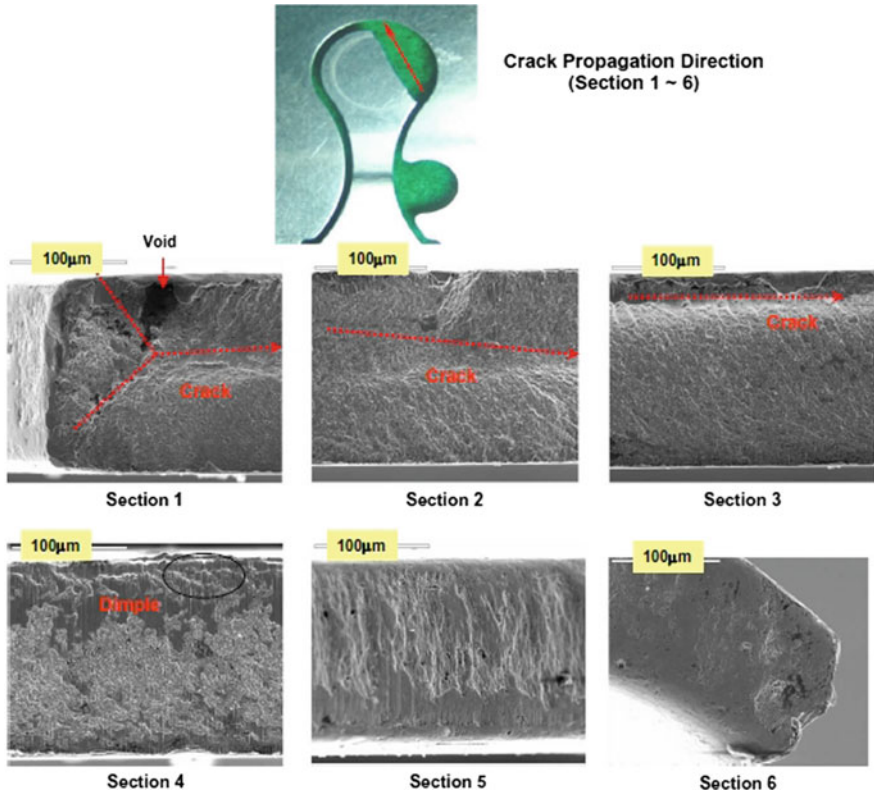 Crack Propagation Direction
(Section 1 ~ 6)
100μm
Void
Crack
Section 1
100μm
Crack
Section 2
100μm
Crack
Section 3
100μm
Dimple
Section 4
100μm
Section 5
100μm
Section 6